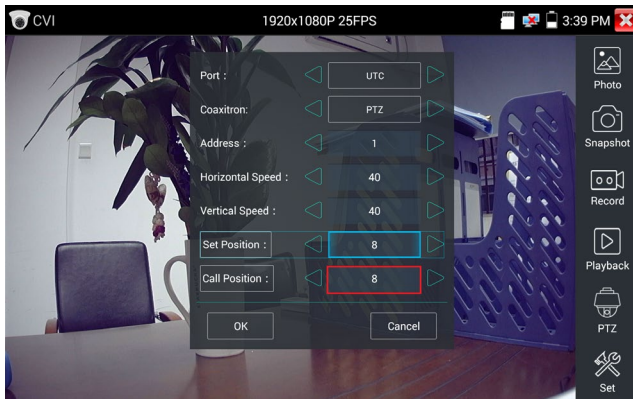 CVI 1920x1080P 25FPS 3:39 PM
Port : UTC
Coaxitron: PTZ
Address : 1
Horizontal Speed : 40
Vertical Speed : 40
Set Position : 8
Call Position : 8
OK Cancel
Photo
Snapshot
Record
Playback
PTZ
Set